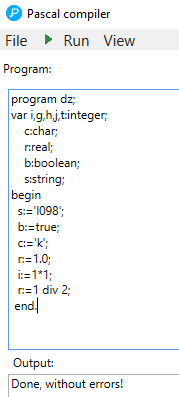 Pascal compiler
File Run View
Program:
program dz;
var i,g,h,j,t:integer;
c:char;
r:real;
b:boolean;
s:string;
begin
s:='l098';
b:=true;
c:='k';
r:=1.0;
i:=1*1;
r:=1 div 2;
end.
Output:
Done, without errors!